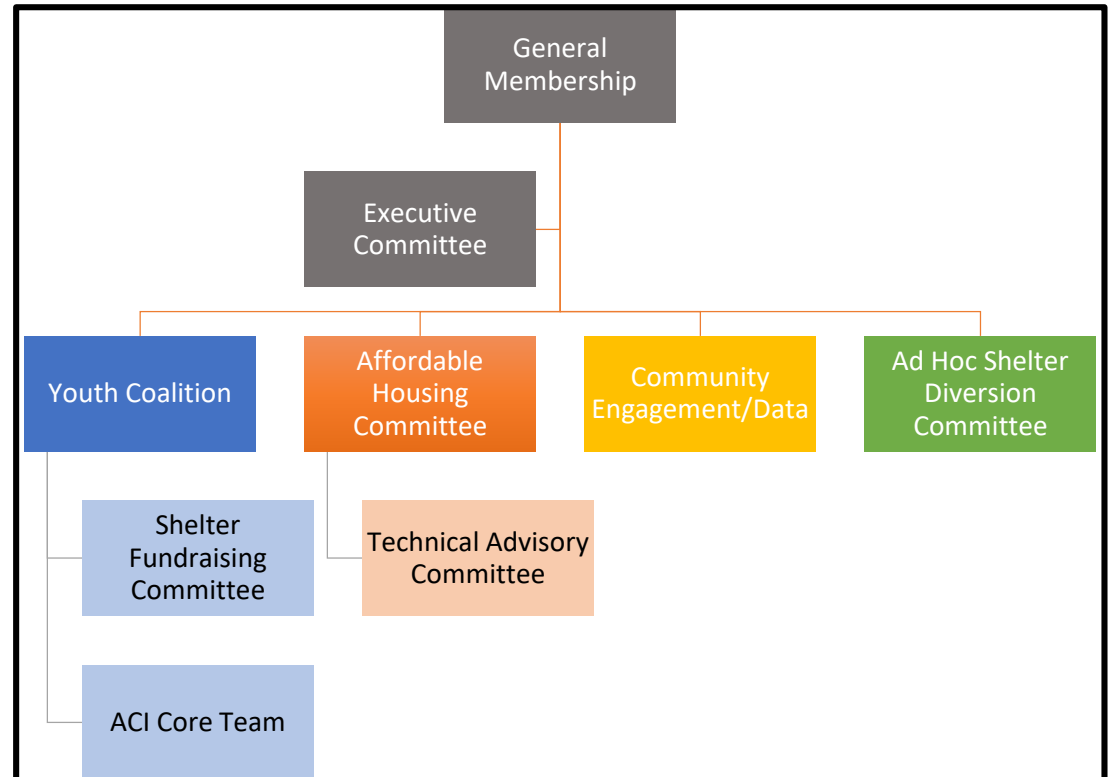 General
Membership
Executive
Committee
Youth Coalition
Affordable
Housing
Committee
Community
Engagement/Data
Ad Hoc Shelter
Diversion
Committee
Shelter
Fundraising
Committee
Technical Advisory
Committee
ACI Core Team